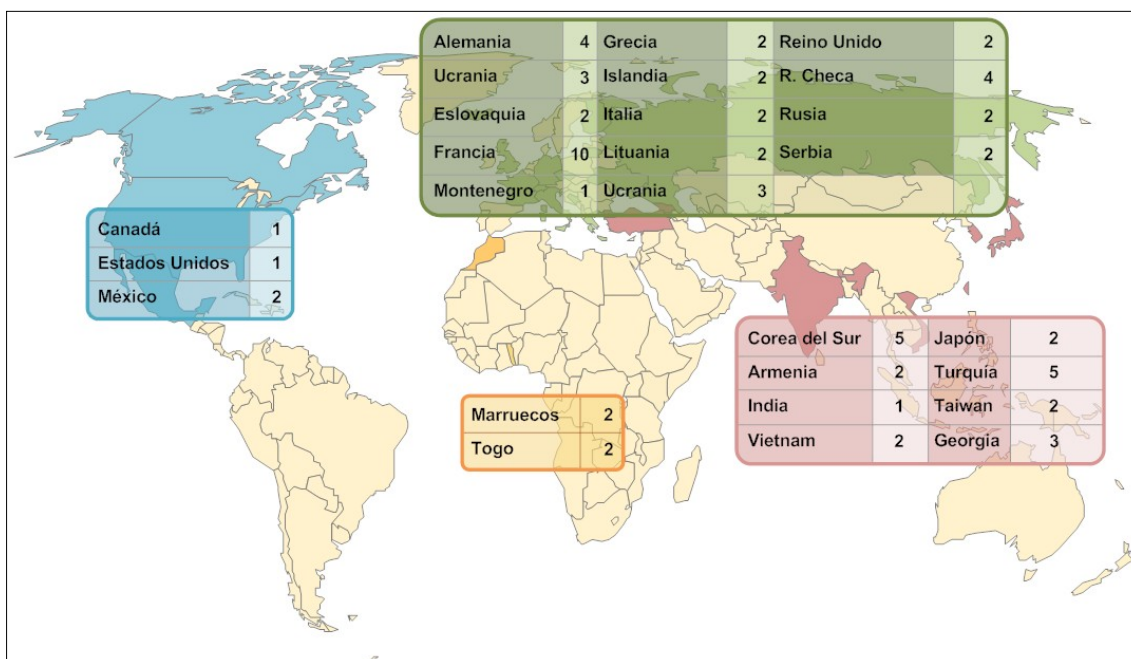 Alemania 4 Grecia 2 Reino Unido 2
Ucrania 3 Islandia 2 R. Checa 4
Eslovaquia 2 Italia 2 Rusia 2
Francia 10 Lituania 2 Serbia 2
Montenegro 1 Ucrania 3
Canadá 1
Estados Unidos 1
México 2
Corea del Sur 5 Japón 2
Armenia 2 Turquía 5
India 1 Taiwan 2
Vietnam 2 Georgia 3
Marruecos 2
Togo 2